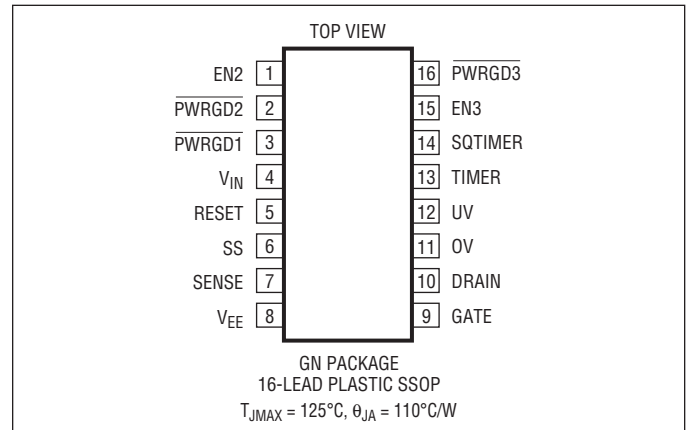 TOP VIEW
EN2 1 16 PWRGD3
PWRGD2 2 15 EN3
PWRGD1 3 14 SQTIMER
VIN 4 13 TIMER
RESET 5 12 UV
SS 6 11 OV
SENSE 7 10 DRAIN
VEE 8 9 GATE
GN PACKAGE
16-LEAD PLASTIC SSOP
TJMAX = 125°C, θJA = 110°C/W